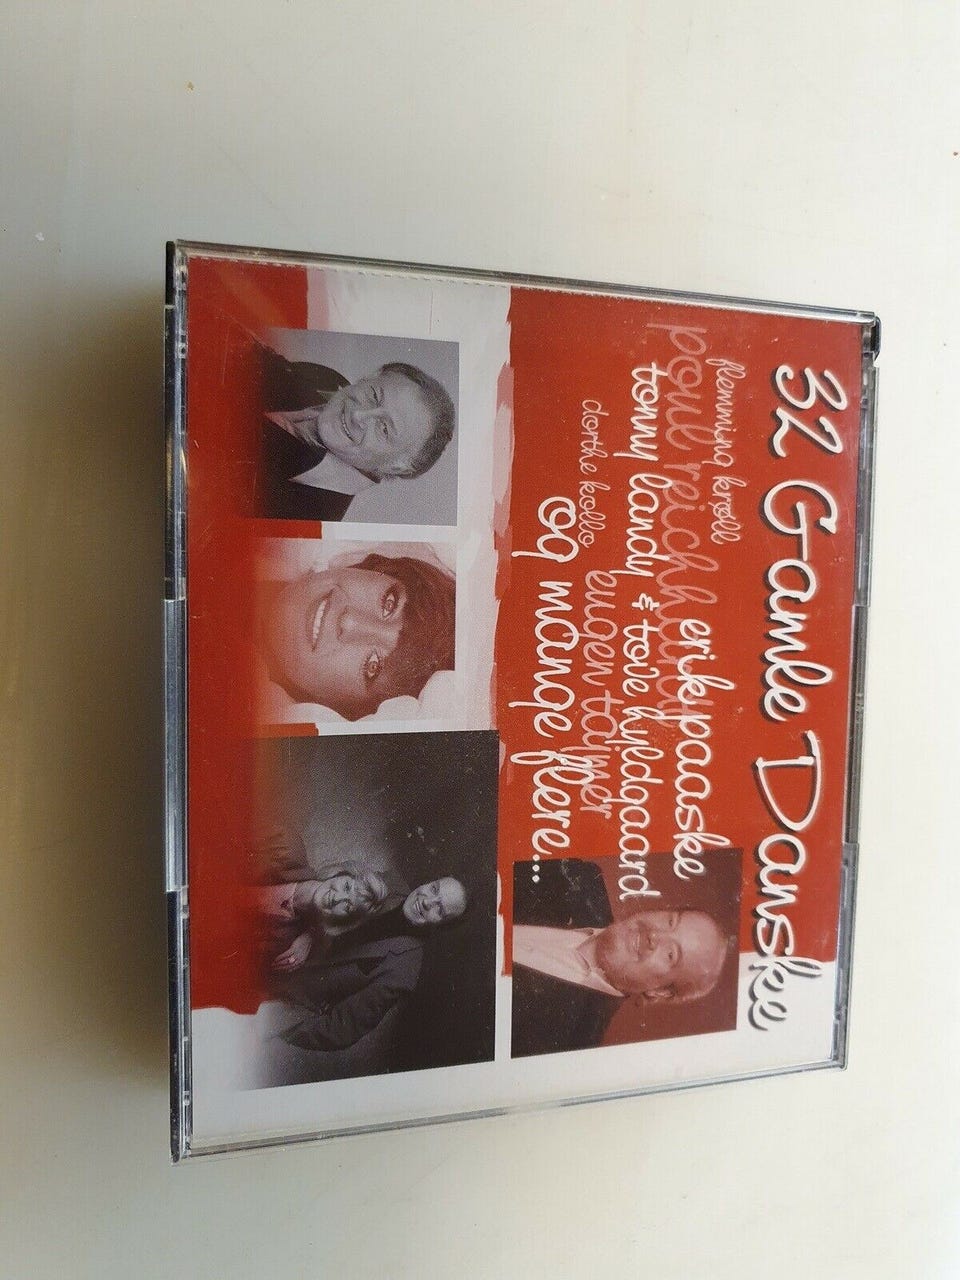 32 Gamle Danske
flemming krøll
erik paaske
poul reichhardt
tonny landy & tove hyldgaard
dorthe kollo
eugen tajmer
og mange flere...